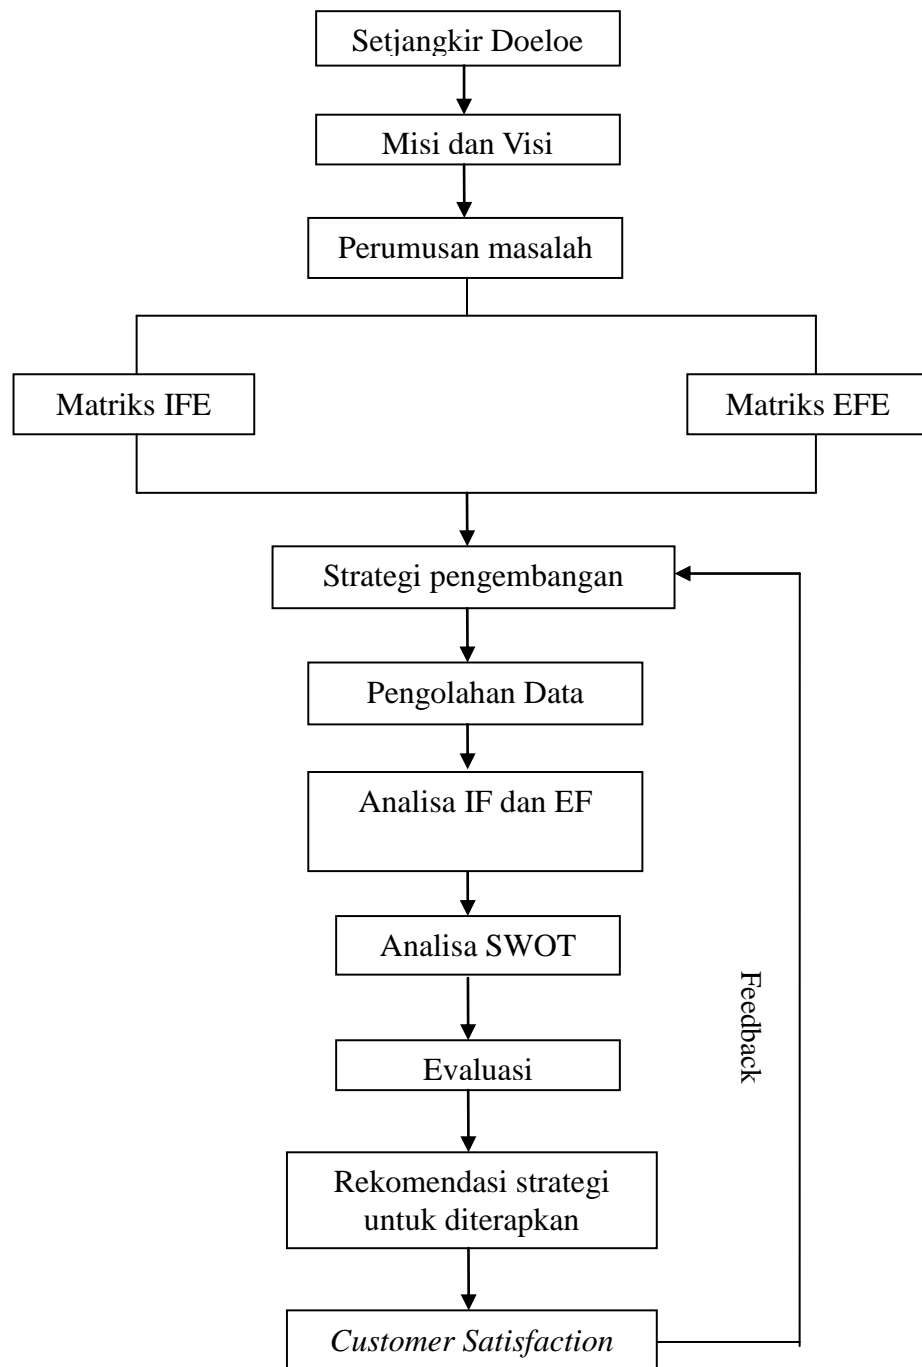 Setjangkir Doeloe
Misi dan Visi
Perumusan masalah
Matriks IFE
Matriks EFE
Strategi pengembangan
Pengolahan Data
Analisa IF dan EF
Analisa SWOT
Feedback
Evaluasi
Rekomendasi strategi
untuk diterapkan
Customer Satisfaction